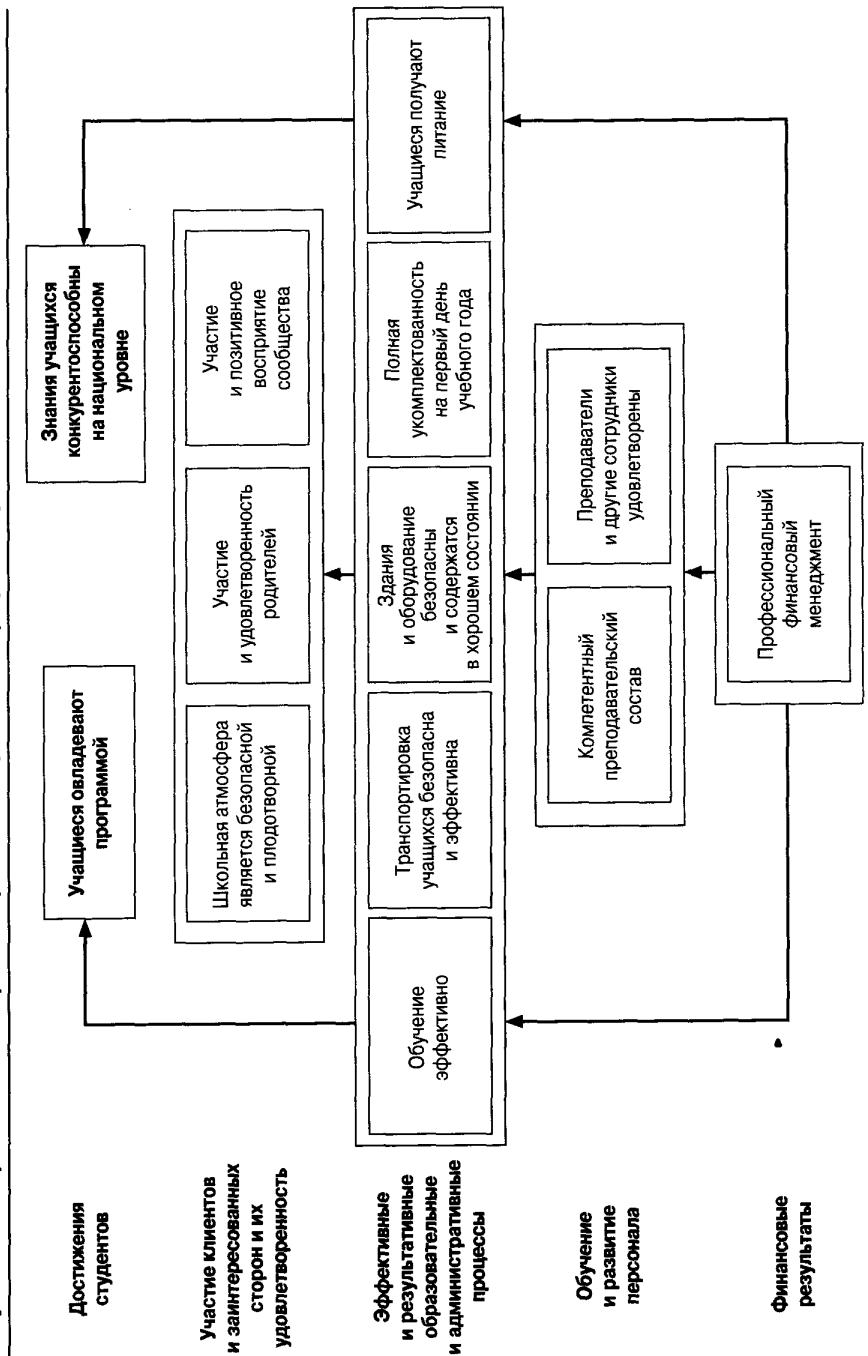 Достижения
студентов
Учащиеся овладевают
программой
Знания учащихся
конкурентоспособны
на национальном
уровне
Участие клиентов
и заинтересованных
сторон и их
удовлетворенность
Школьная атмосфера
является безопасной
и плодотворной
Участие
и удовлетворенность
родителей
Участие
и позитивное
восприятие
сообщества
Эффективные
и результативные
образовательные
и административные
процессы
Обучение
эффективно
Транспортировка
учащихся безопасна
и эффективна
Здания
и оборудование
безопасны
и содержатся
в хорошем состоянии
Полная
укомплектованность
на первый день
учебного года
Учащиеся получают
питание
Обучение
и развитие
персонала
Компетентный
преподавательский
состав
Преподаватели
и другие сотрудники
удовлетворены
Финансовые
результаты
Профессиональный
финансовый
менеджмент